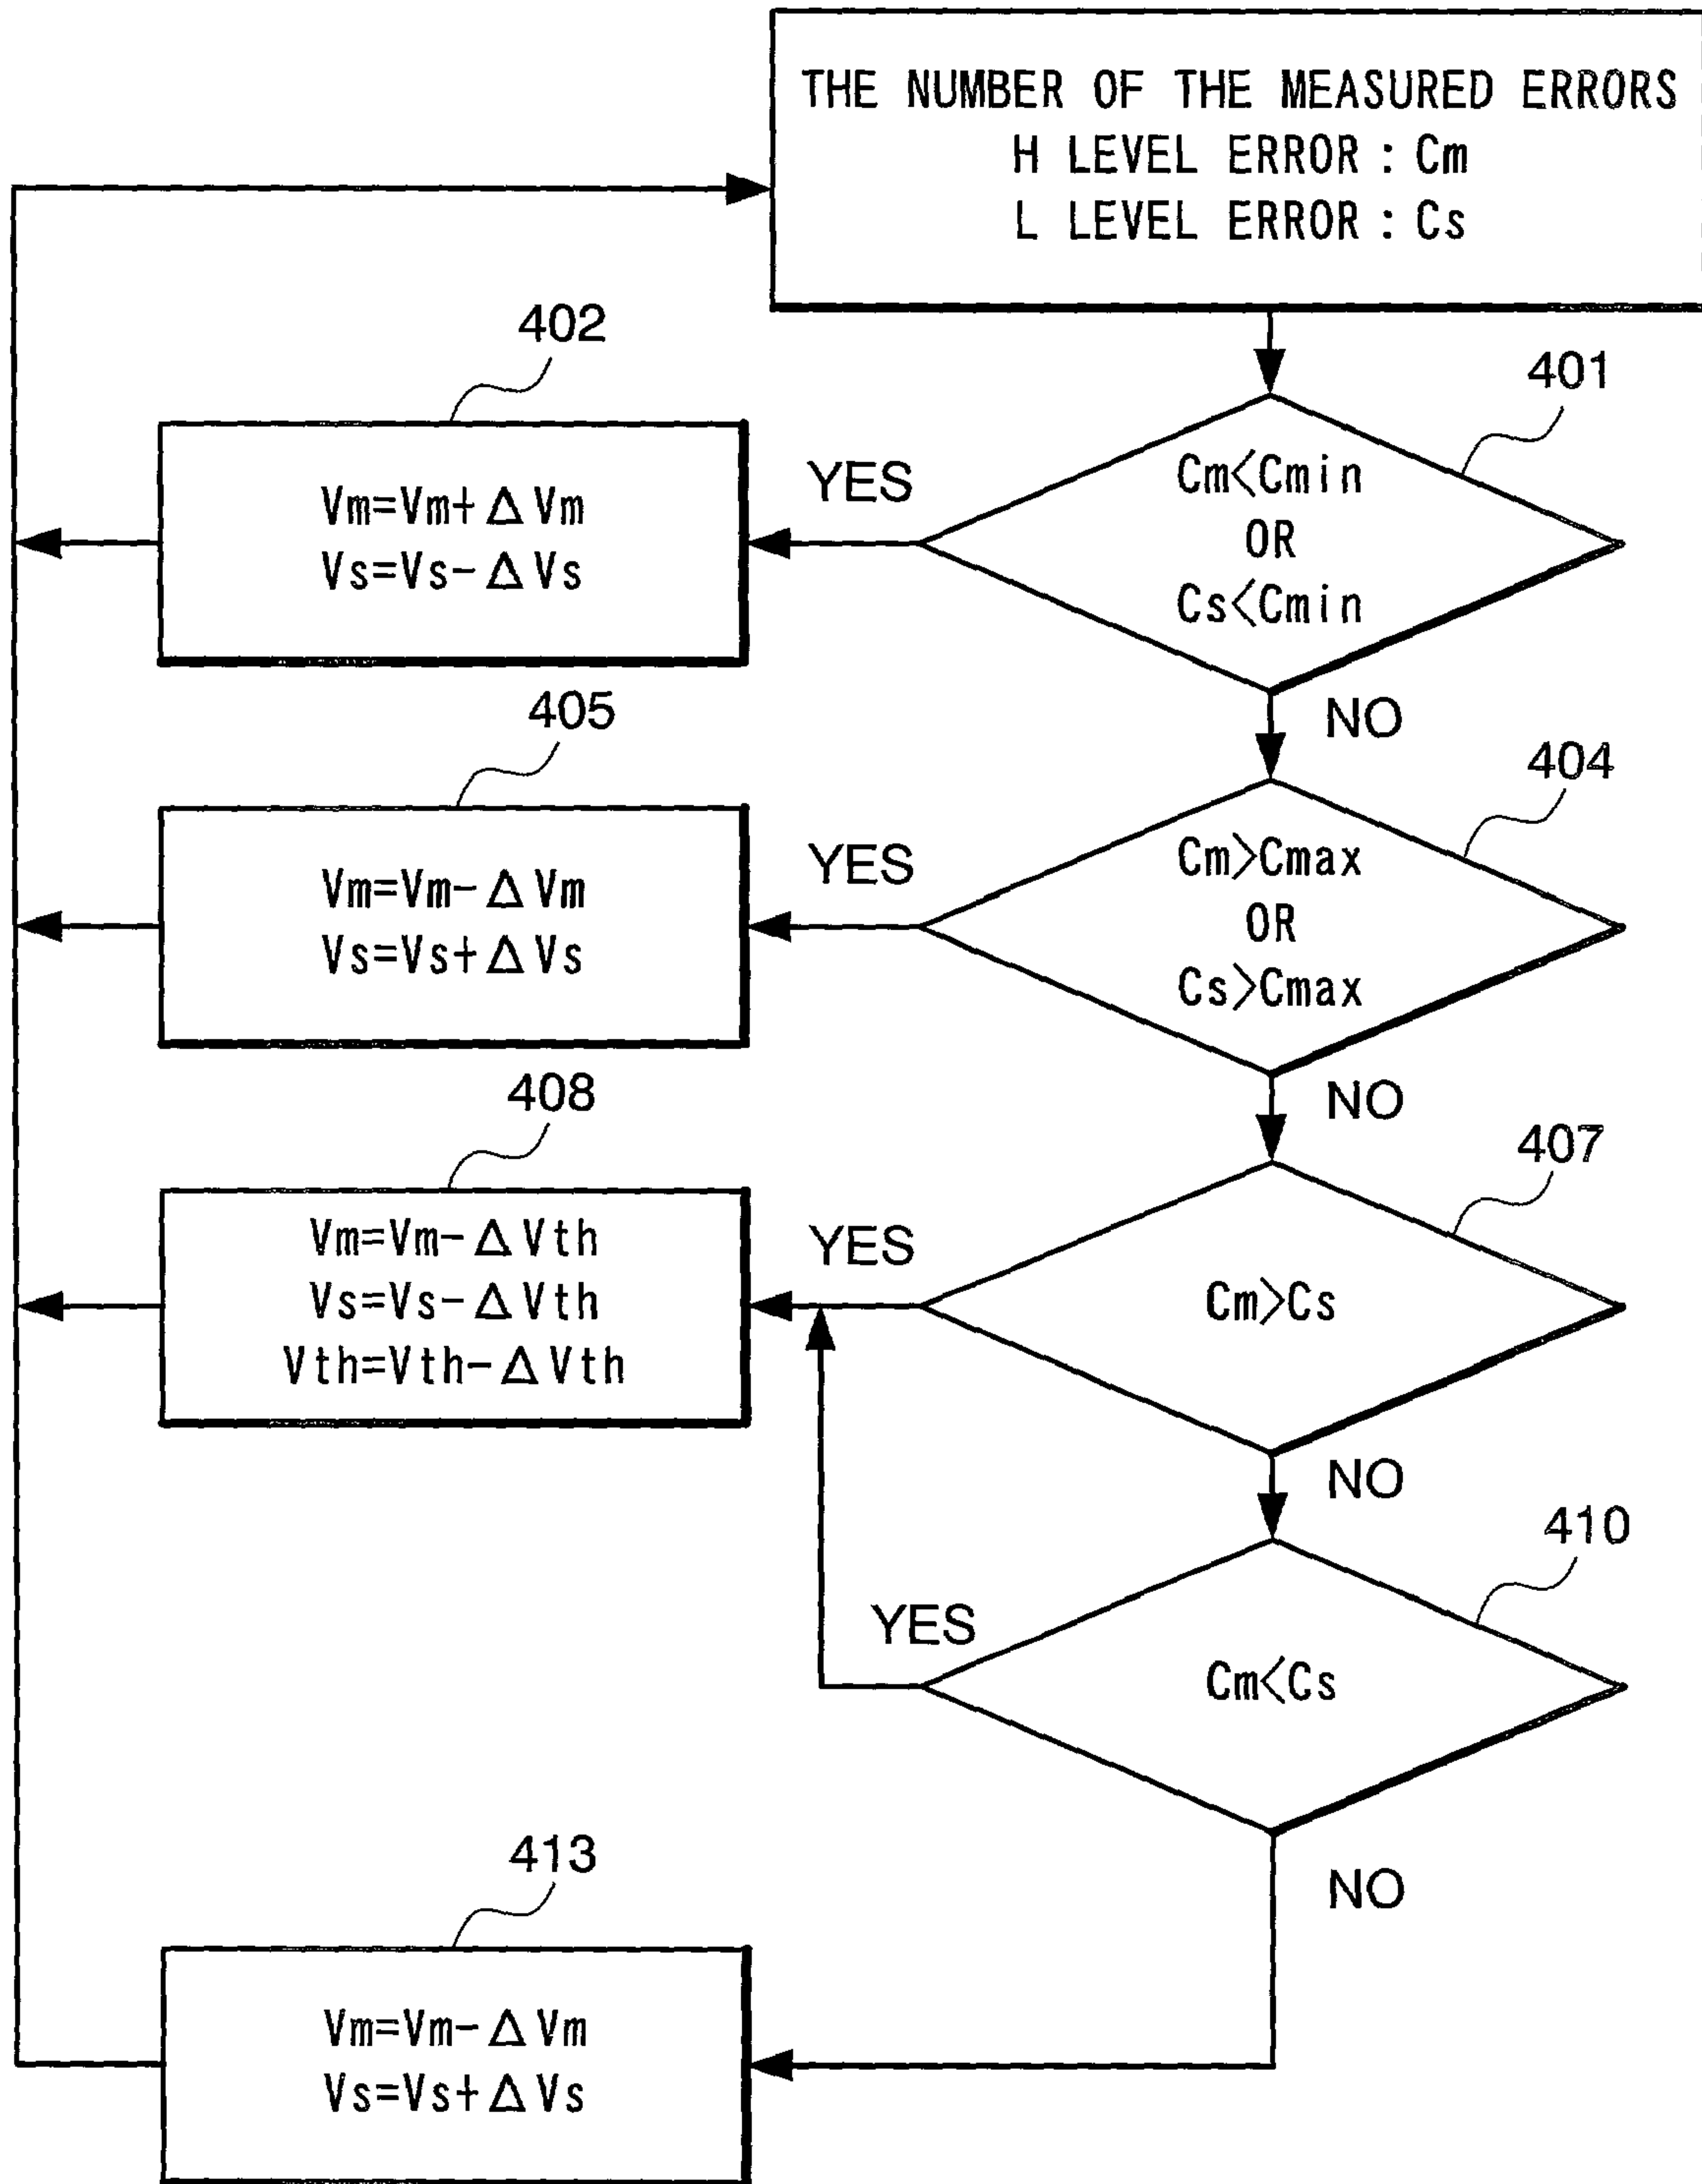 THE NUMBER OF THE MEASURED ERRORS
H LEVEL ERROR : Cm
L LEVEL ERROR : Cs
402
401
Vm=Vm+ΔVm
Vs=Vs-ΔVs
YES
Cm<Cmin
OR
Cs<Cmin
NO
405
404
Vm=Vm-ΔVm
Vs=Vs+ΔVs
YES
Cm>Cmax
OR
Cs>Cmax
NO
408
407
Vm=Vm-ΔVth
Vs=Vs-ΔVth
Vth=Vth-ΔVth
YES
Cm>Cs
NO
410
YES
Cm<Cs
NO
413
Vm=Vm-ΔVm
Vs=Vs+ΔVs